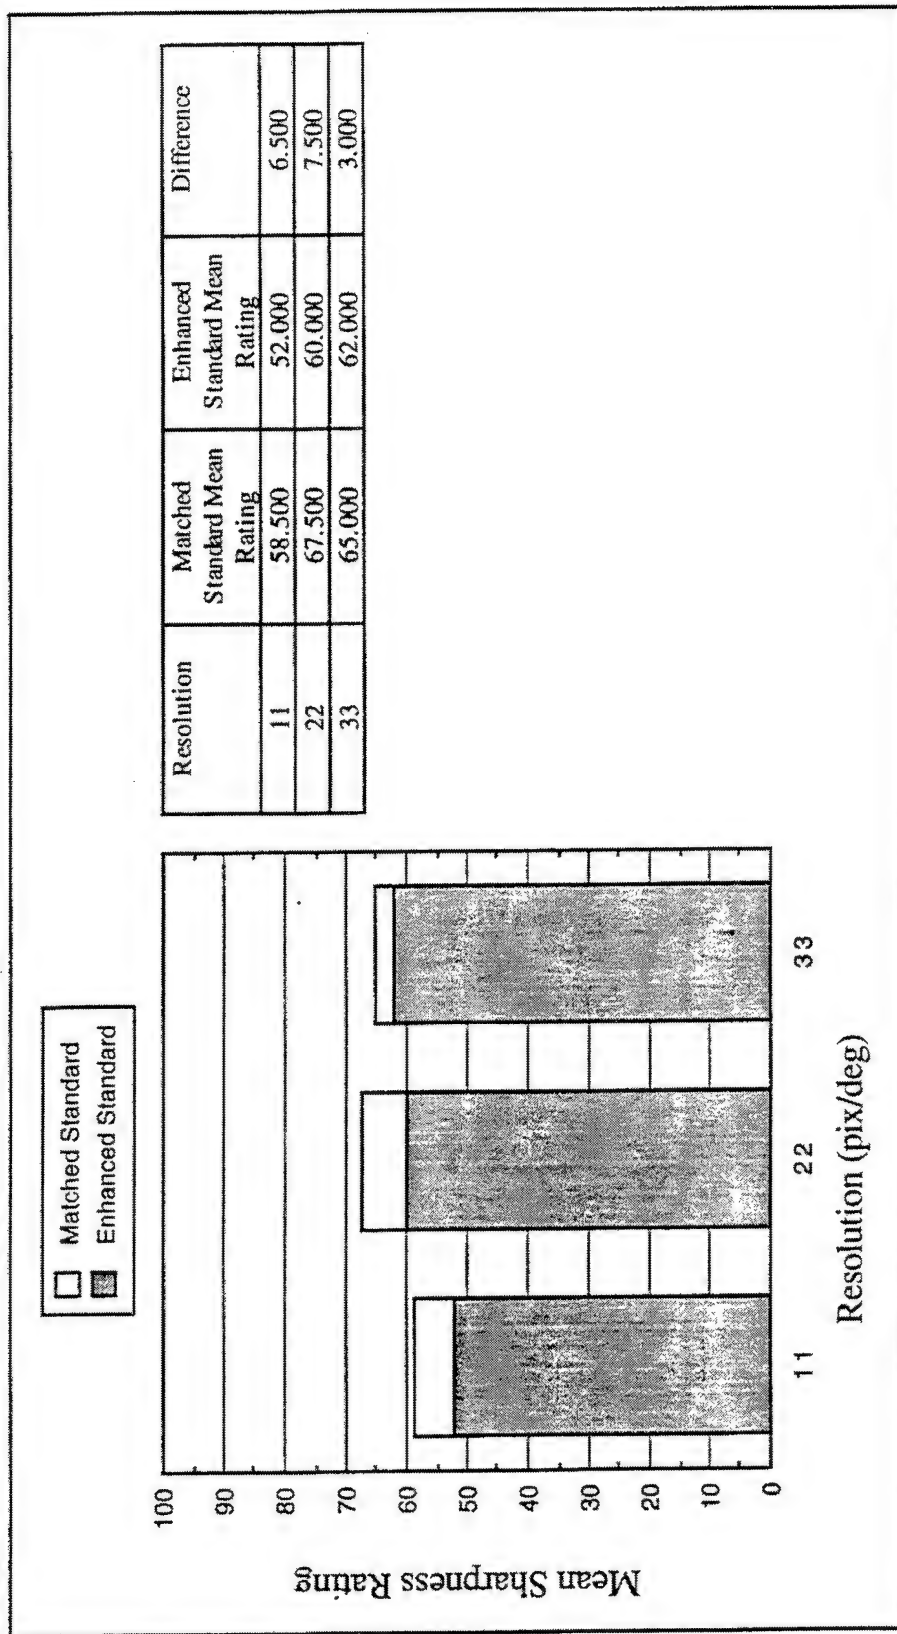 Matched Standard
Enhanced Standard
Mean Sharpness Rating
100
90
80
70
60
50
40
30
20
10
0
11 22 33
Resolution (pix/deg)
Resolution Matched Standard Mean Rating Enhanced Standard Mean Rating Difference
11 58.500 52.000 6.500
22 67.500 60.000 7.500
33 65.000 62.000 3.000